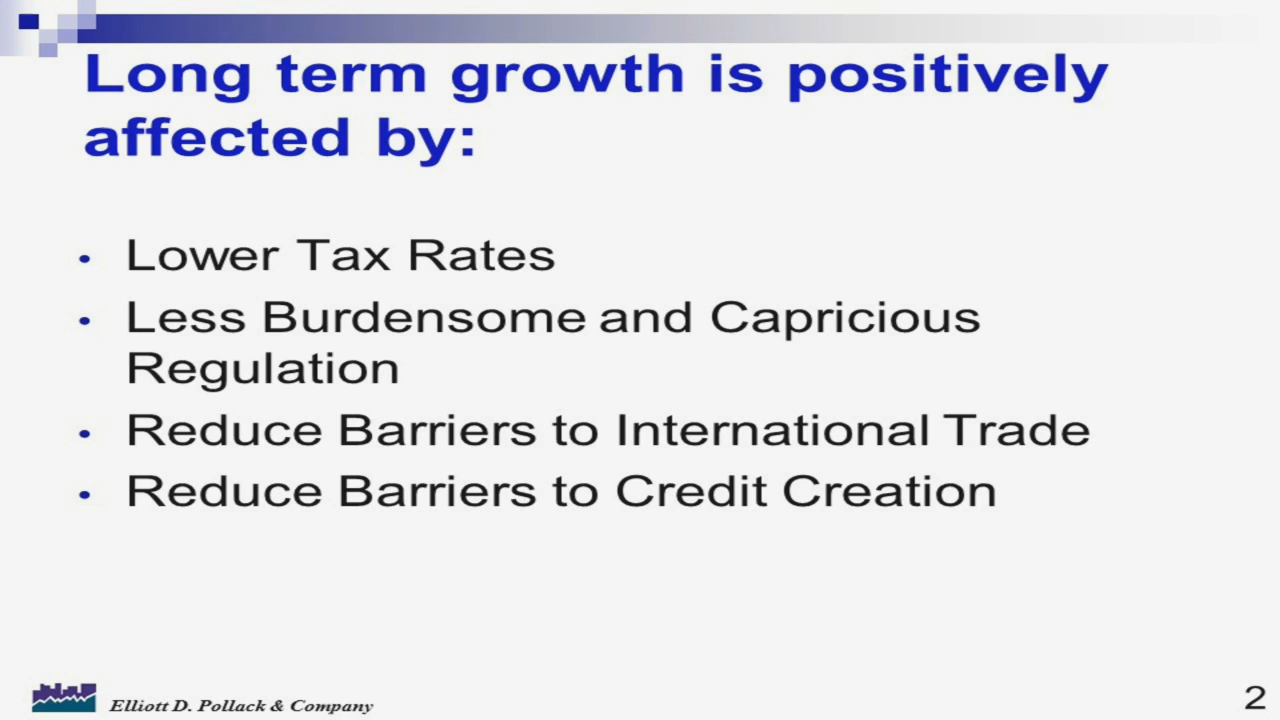 Long term growth is positively
affected by:
• Lower Tax Rates
• Less Burdensome and Capricious
Regulation
• Reduce Barriers to International Trade
• Reduce Barriers to Credit Creation
Elliott D. Pollack & Company
2